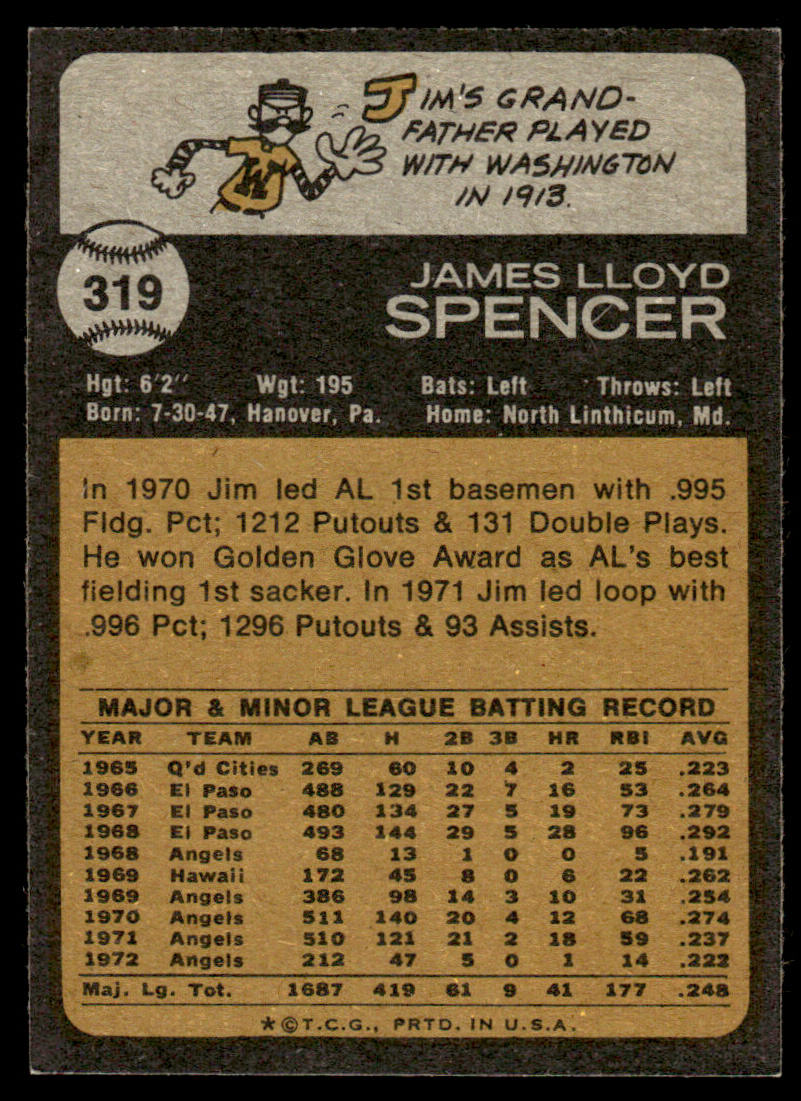 JIM'S GRAND-
FATHER PLAYED
WITH WASHINGTON
IN 1913.
W
319
JAMES LLOYD
SPENCER
Hgt: 6'2" Wgt: 195 Bats: Left Throws: Left
Born: 7-30-47, Hanover, Pa. Home: North Linthicum, Md.
In 1970 Jim led AL 1st basemen with .995
Fldg. Pct; 1212 Putouts & 131 Double Plays.
He won Golden Glove Award as AL's best
fielding 1st sacker. In 1971 Jim led loop with
.996 Pct; 1296 Putouts & 93 Assists.
MAJOR & MINOR LEAGUE BATTING RECORD
YEAR TEAM AB H 2B 3B HR RBI AVG
1965 Q'd Cities 269 60 10 4 2 25 .223
1966 El Paso 488 129 22 7 16 53 .264
1967 El Paso 480 134 27 5 19 73 .279
1968 El Paso 493 144 29 5 28 96 .292
1968 Angels 68 13 1 0 0 5 .191
1969 Hawaii 172 45 8 0 6 22 .262
1969 Angels 386 98 14 3 10 31 .254
1970 Angels 511 140 20 4 12 68 .274
1971 Angels 510 121 21 2 18 59 .237
1972 Angels 212 47 5 0 1 14 .222
Maj. Lg. Tot. 1687 419 61 9 41 177 .248
*©T.C.G., PRTD. IN U.S.A.